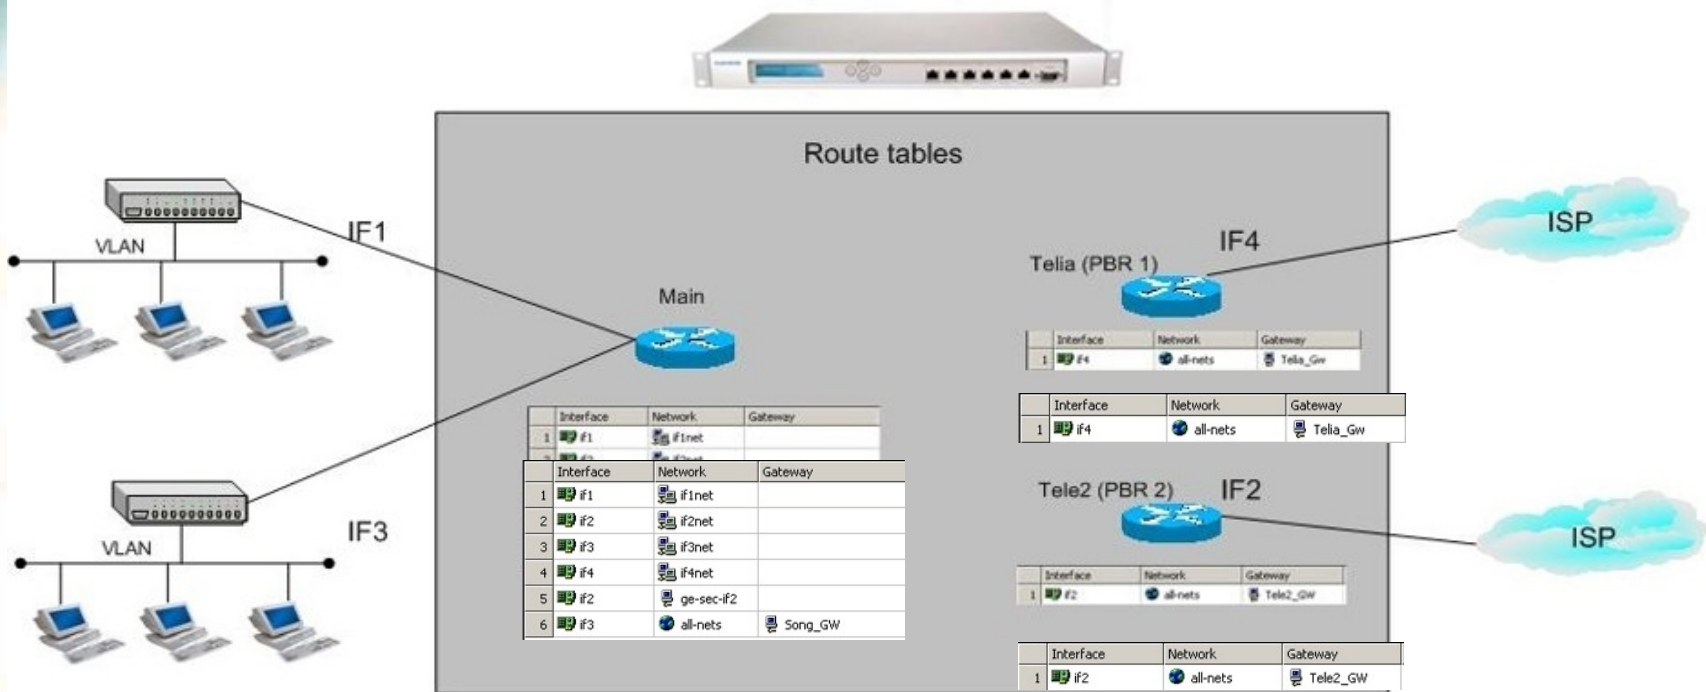 Route tables
IF1
VLAN
IF3
VLAN
Main
Interface Network Gateway
1 if1 if1net
Interface Network Gateway
1 if1 if1net
2 if2 if2net
3 if3 if3net
4 if4 if4net
5 if2 ge-sec-if2
6 if3 all-nets Song_GW
IF4
Telia (PBR 1)
Interface Network Gateway
1 if4 all-nets Telia_Gw
Interface Network Gateway
1 if4 all-nets Telia_Gw
Tele2 (PBR 2) IF2
Interface Network Gateway
1 if2 all-nets Tele2_GW
Interface Network Gateway
1 if2 all-nets Tele2_GW
ISP
ISP